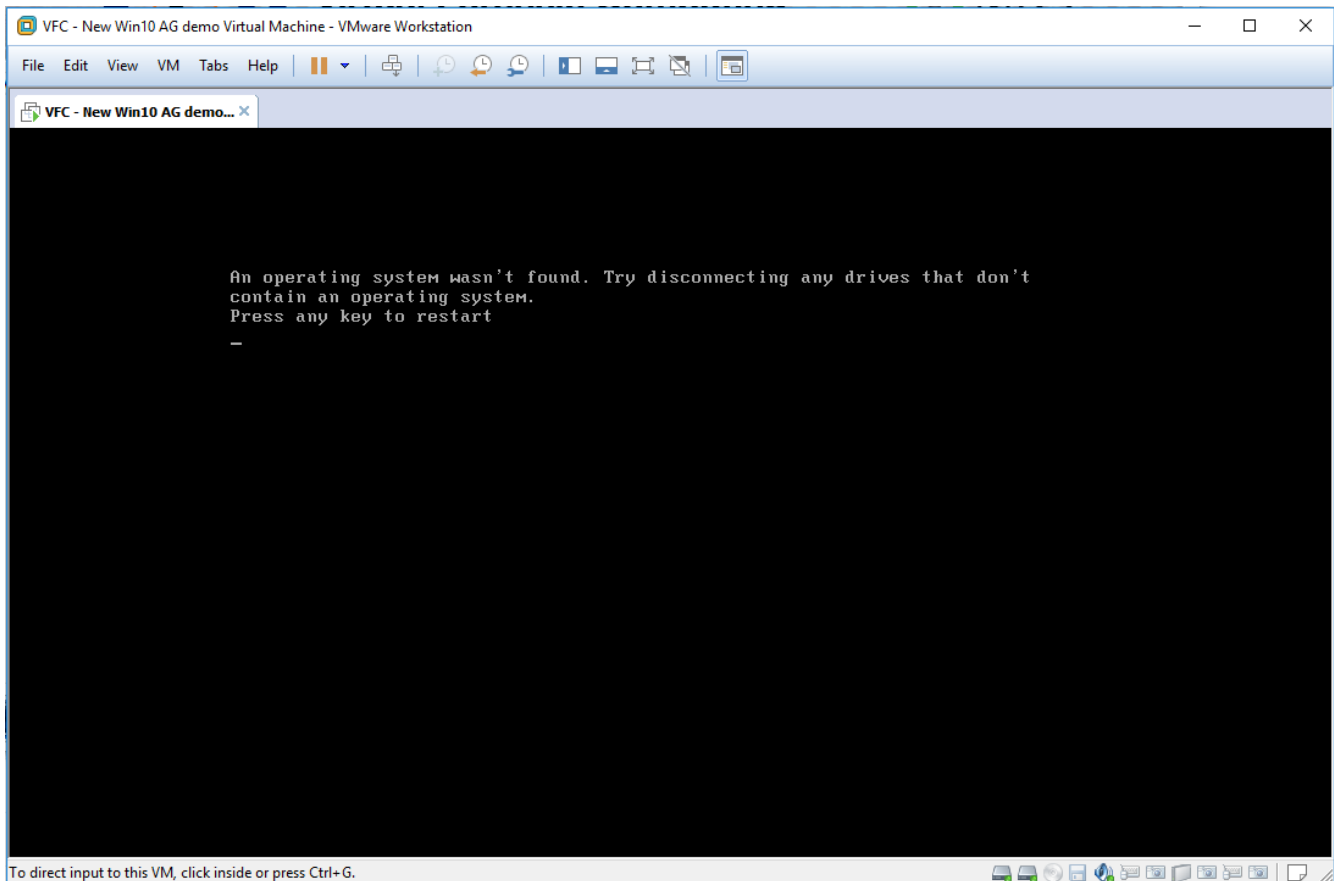 VFC - New Win10 AG demo Virtual Machine - VMware Workstation
File Edit View VM Tabs Help
VFC - New Win10 AG demo...
An operating system wasn't found. Try disconnecting any drives that don't
contain an operating system.
Press any key to restart
_
To direct input to this VM, click inside or press Ctrl+G.